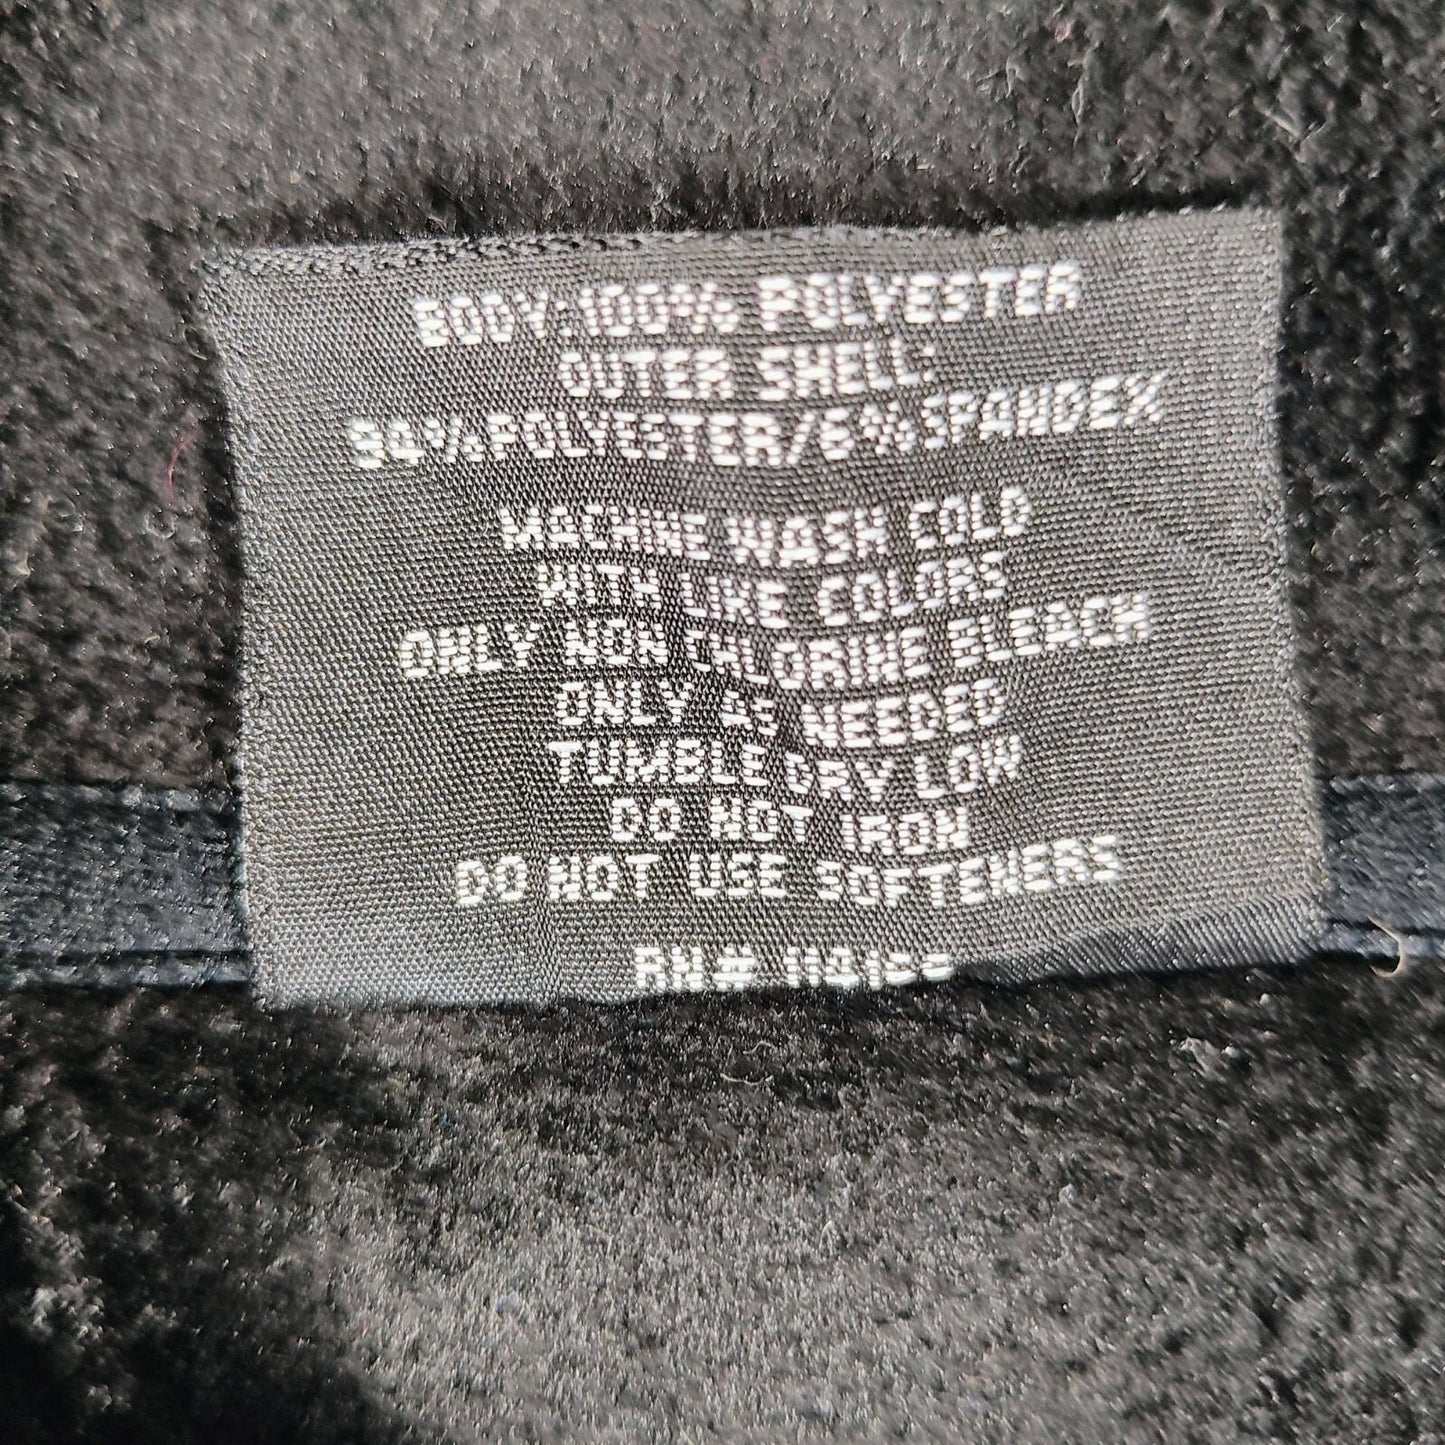 BODY:100% POLYESTER
OUTER SHELL:
94%POLYESTER/6%SPANDEX
MACHINE WASH COLD
WITH LIKE COLORS
ONLY NON CHLORINE BLEACH
ONLY AS NEEDED
TUMBLE DRY LOW
DO NOT IRON
DO NOT USE SOFTENERS
RN#